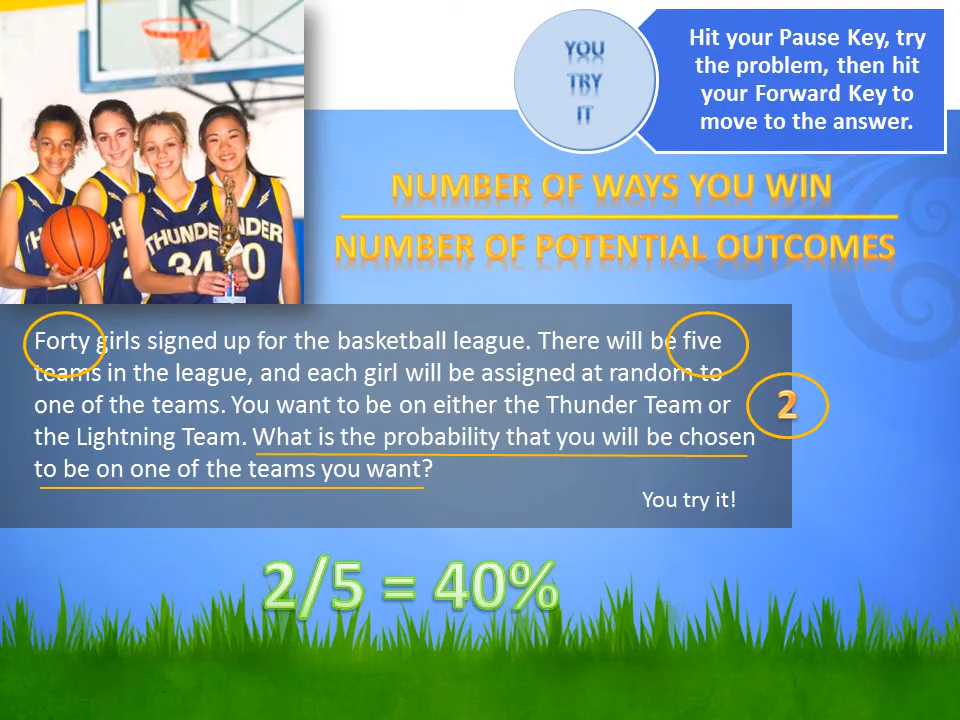 YOU
TRY
IT
Hit your Pause Key, try
the problem, then hit
your Forward Key to
move to the answer.
NUMBER OF WAYS YOU WIN
NUMBER OF POTENTIAL OUTCOMES
THUNDER
34
NDER
0
Forty girls signed up for the basketball league. There will be five
teams in the league, and each girl will be assigned at random to
one of the teams. You want to be on either the Thunder Team or
2
the Lightning Team. What is the probability that you will be chosen
to be on one of the teams you want?
You try it!
2/5 = 40%